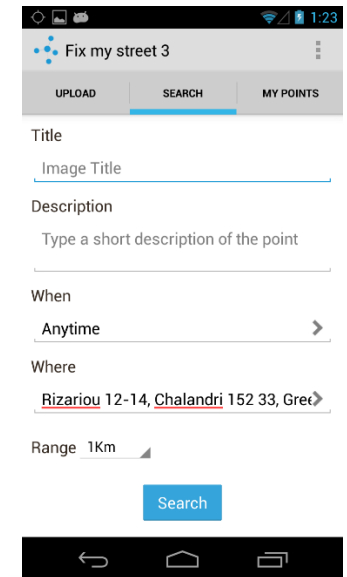 1:23
Fix my street 3
UPLOAD SEARCH MY POINTS
Title
Image Title
Description
Type a short description of the point
When
Anytime
Where
Rizariou 12-14, Chalandri 152 33, Gree
Range 1Km
Search